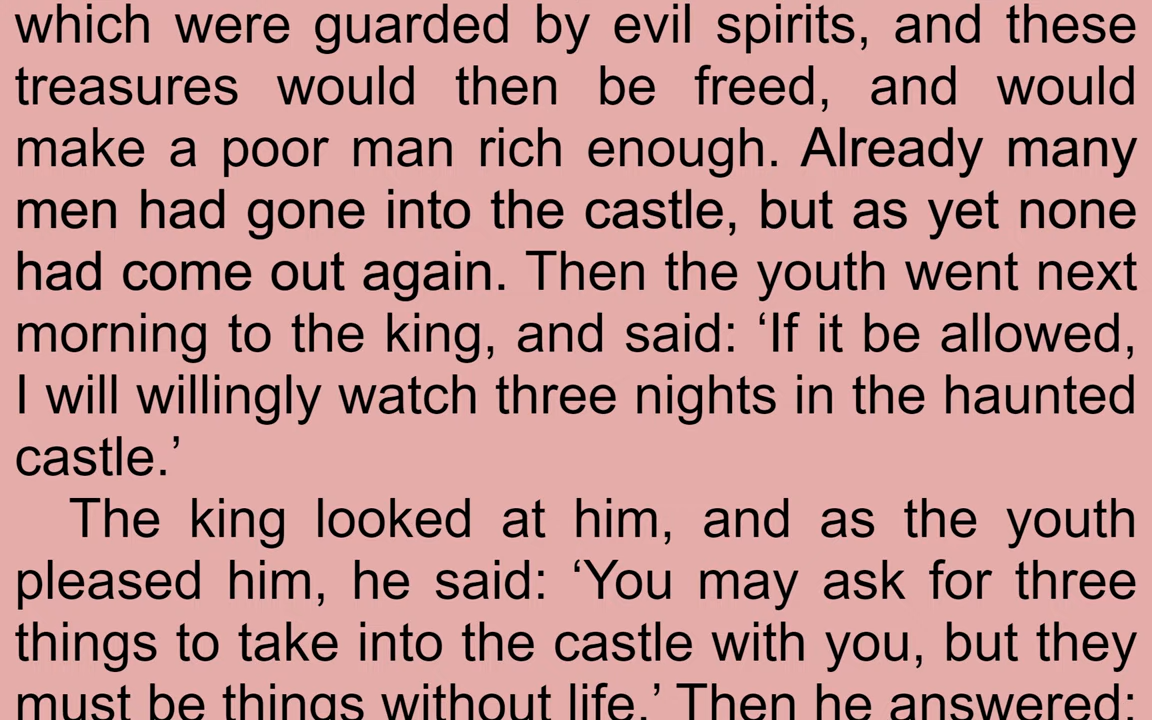 which were guarded by evil spirits, and these
treasures would then be freed, and would
make a poor man rich enough. Already many
men had gone into the castle, but as yet none
had come out again. Then the youth went next
morning to the king, and said: ‘If it be allowed,
I will willingly watch three nights in the haunted
castle.’
The king looked at him, and as the youth
pleased him, he said: ‘You may ask for three
things to take into the castle with you, but they
must be things without life.’ Then he answered: